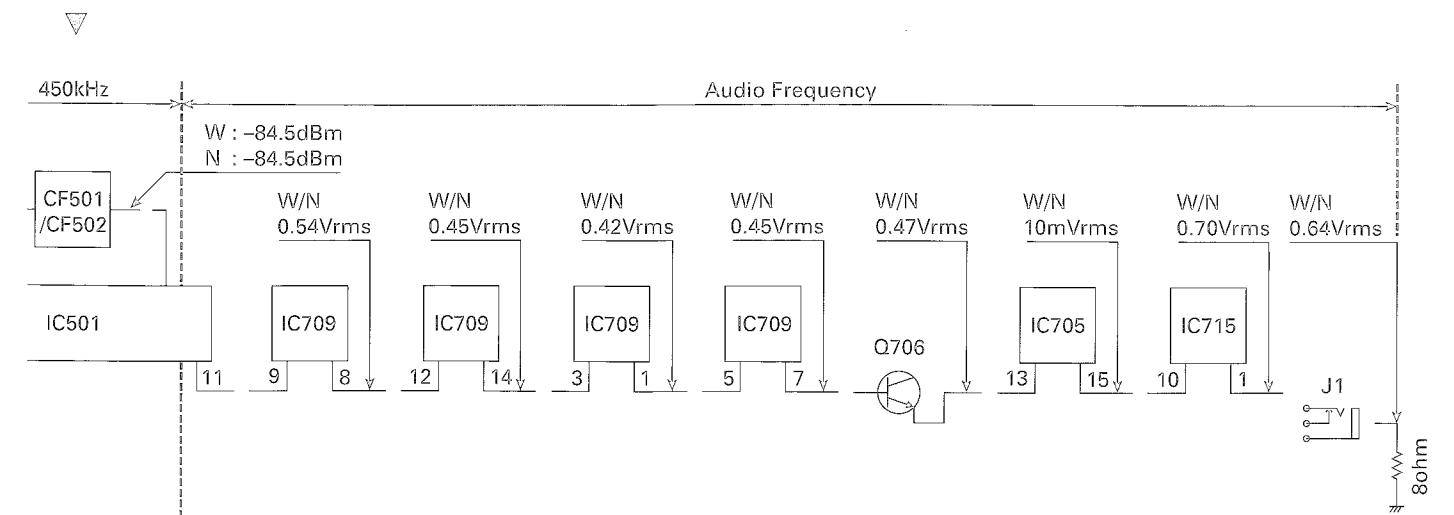 450kHz
Audio Frequency
W : –84.5dBm
N : –84.5dBm
CF501
/CF502
W/N
0.54Vrms
W/N
0.45Vrms
W/N
0.42Vrms
W/N
0.45Vrms
W/N
0.47Vrms
W/N
10mVrms
W/N
0.70Vrms
W/N
0.64Vrms
IC501
11
IC709
9
8
IC709
12
14
IC709
3
1
IC709
5
7
Q706
IC705
13
15
IC715
10
1
J1
8ohm